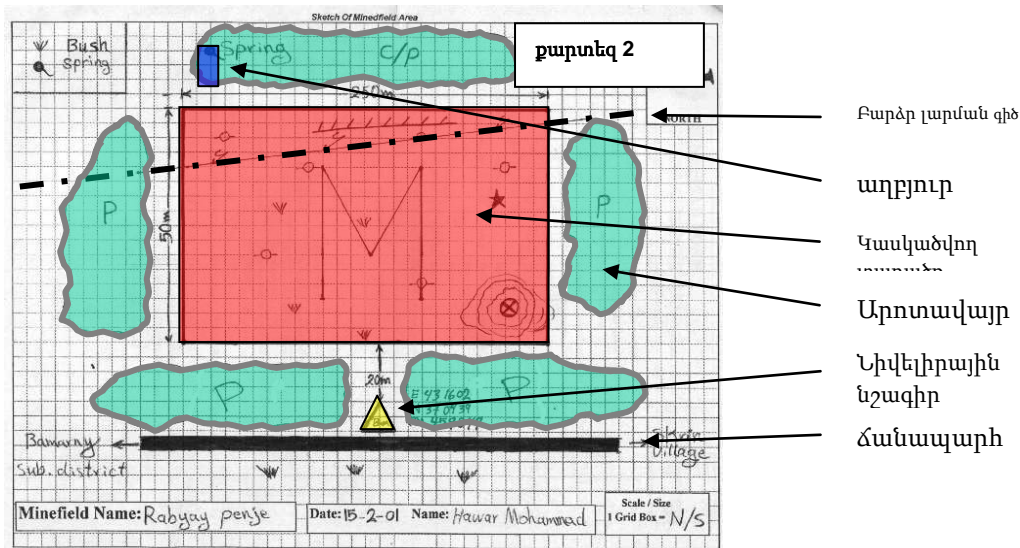 Sketch Of Minedfield Area
Bush
Spring
Spring
C/P
քարտեզ 2
250m
NORTH
Բարձր լարման գիծ
աղբյուր
Կասկածվող
Արոտավայր
Նիվելիրային
նշագիր
ճանապարհ
P
P
50m
20m
P
P
E 431602
Bamarny
Sub.district
Village
Minefield Name: Rabyay penje
Date: 15-2-01 Name: Hawar Mohammad
Scale / Size
1 Grid Box = N/S